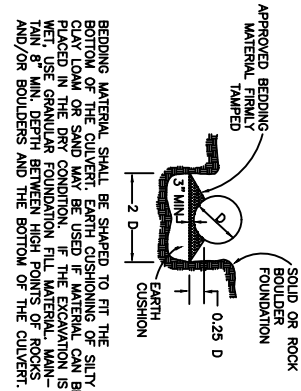 APPROVED BEDDING
MATERIAL FIRMLY
TAMPED
SOLID OR ROCK
BOULDER
FOUNDATION
D
3" MIN.
0.25 D
2 D
EARTH
CUSHION
BEDDING MATERIAL SHALL BE SHAPED TO FIT THE
BOTTOM OF THE CULVERT. EARTH CUSHIONING OF SILTY
CLAY LOAM OR SAND MAY BE USED IF MATERIAL CAN B
PLACED IN THE DRY CONDITION. IF THE EXCAVATION IS
WET, USE GRANULAR FOUNDATION FILL MATERIAL. MAIN-
TAIN 8" MIN. DEPTH BETWEEN HIGH POINTS OF ROCKS
AND/OR BOULDERS AND THE BOTTOM OF THE CULVERT.